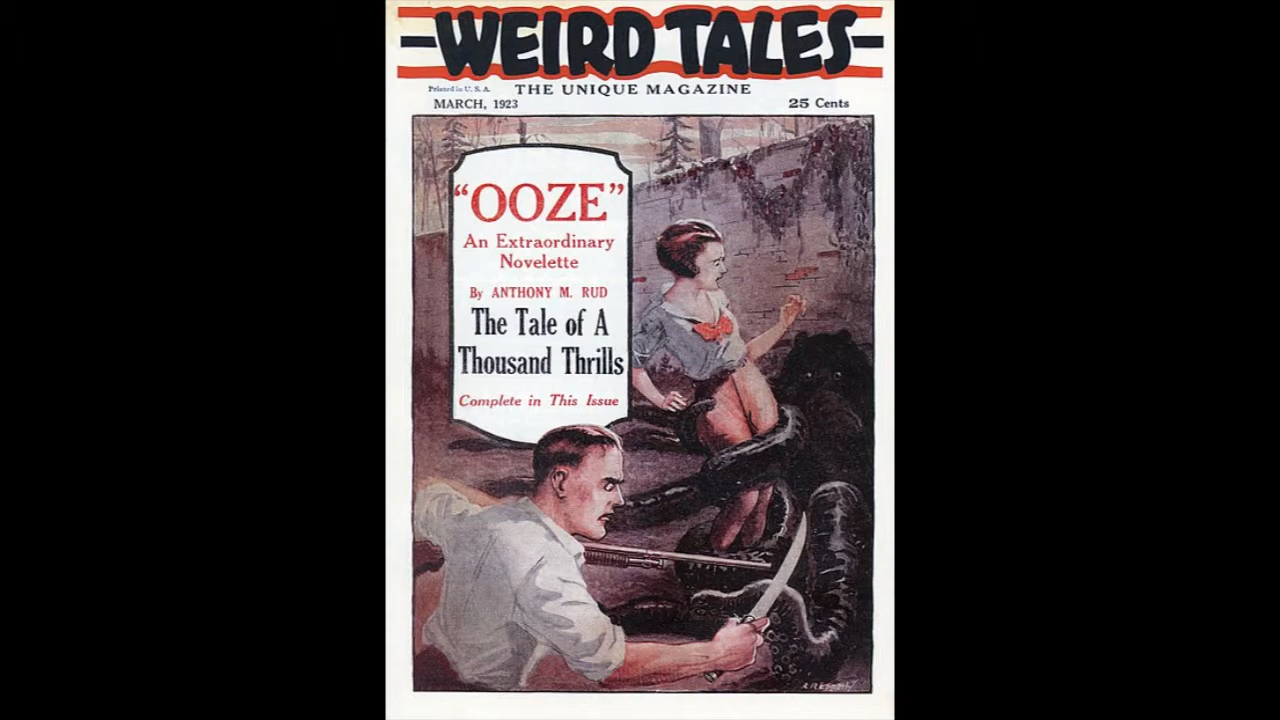 WEIRD TALES
Printed in U. S. A.
THE UNIQUE MAGAZINE
MARCH, 1923
25 Cents
"OOZE"
An Extraordinary
Novelette
By ANTHONY M. RUD
The Tale of A
Thousand Thrills
Complete in This Issue